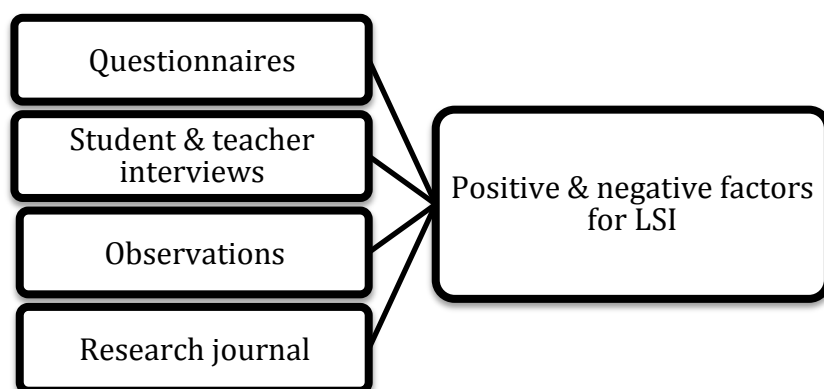 Questionnaires
Student & teacher
interviews
Observations
Research journal
Positive & negative factors
for LSI